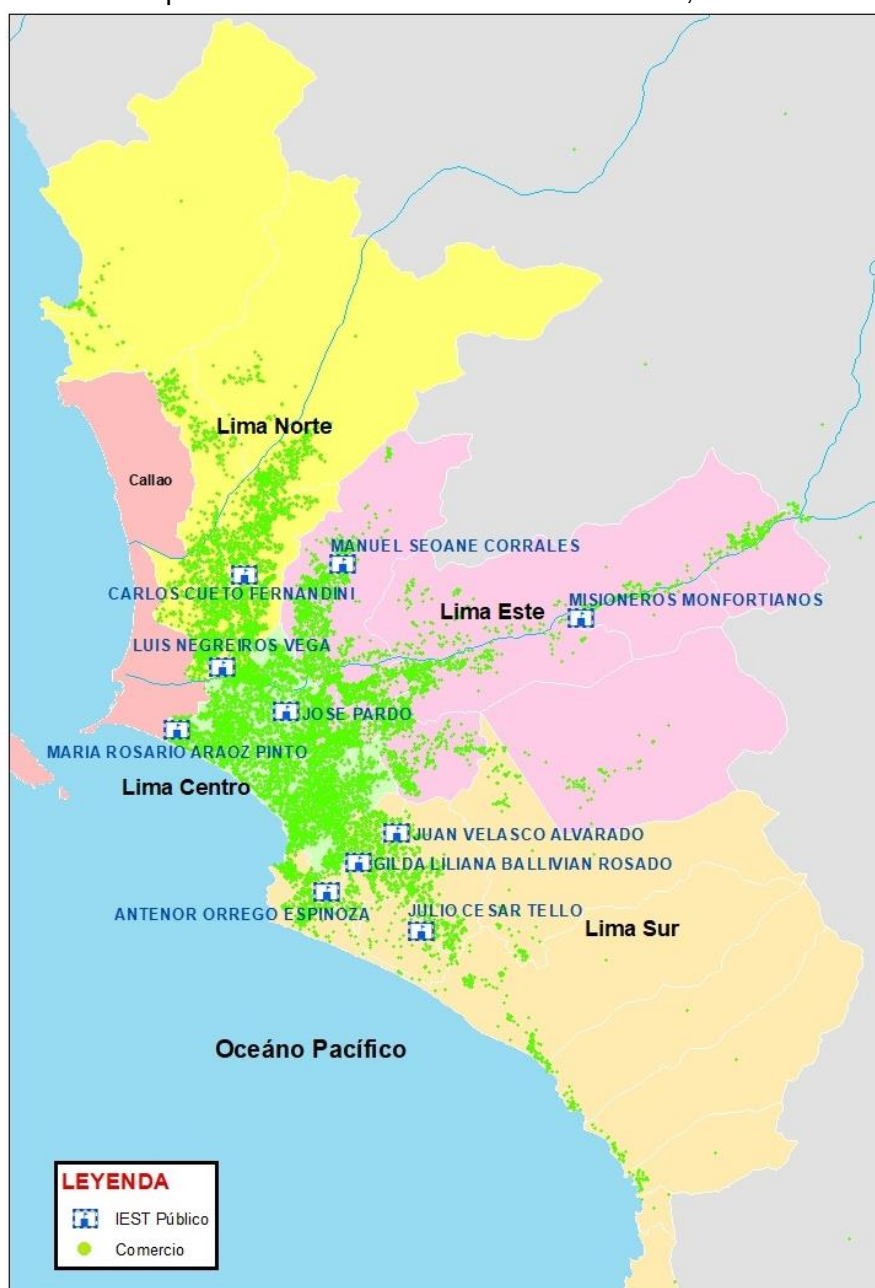 Lima Norte
Callao
MANUEL SEOANE CORRALES
CARLOS CUETO FERNANDINI
MISIONEROS MONFORTIANOS
Lima Este
LUIS NEGREIROS VEGA
JOSE PARDO
MARIA ROSARIO ARAOZ PINTO
Lima Centro
JUAN VELASCO ALVARADO
GILDA LILIANA BALLIVIAN ROSADO
ANTENOR ORREGO ESPINOZA
JULIO CESAR TELLO
Lima Sur
Oceáno Pacífico
LEYENDA
IEST Público
Comercio